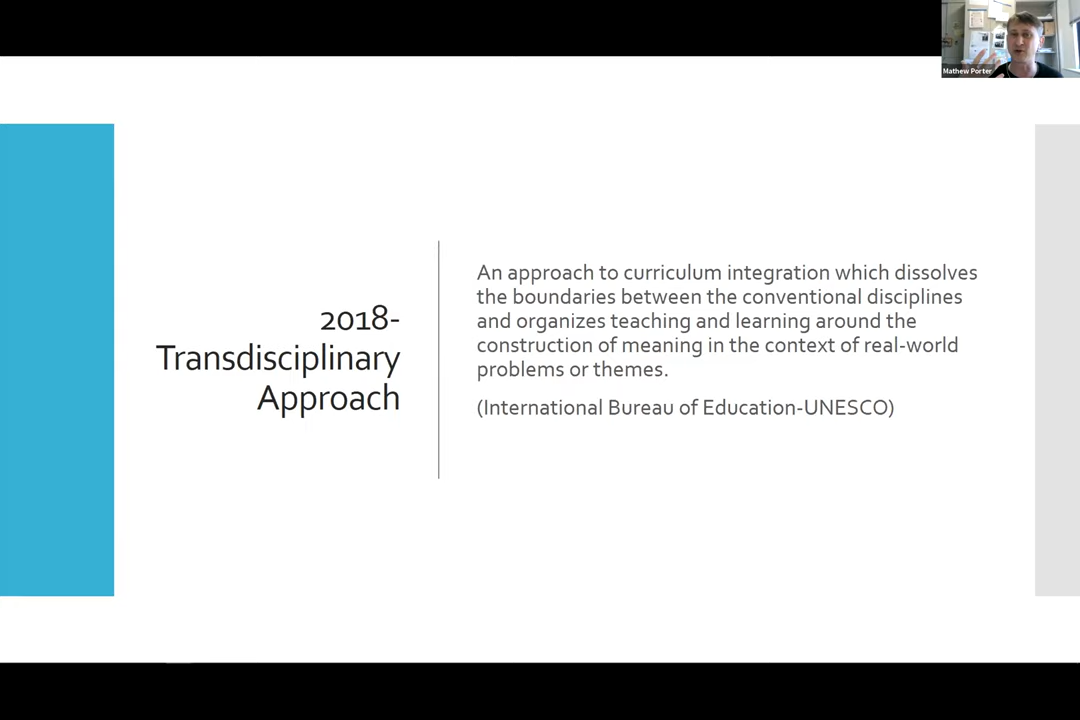 Mathew Porter
2018-
Transdisciplinary
Approach
An approach to curriculum integration which dissolves
the boundaries between the conventional disciplines
and organizes teaching and learning around the
construction of meaning in the context of real-world
problems or themes.
(International Bureau of Education-UNESCO)